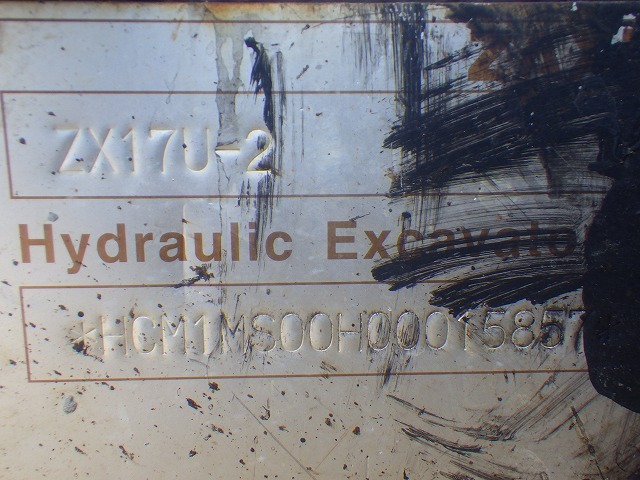 ZX17U-2
Hydraulic Excavato
*HCM1MS00H00015857